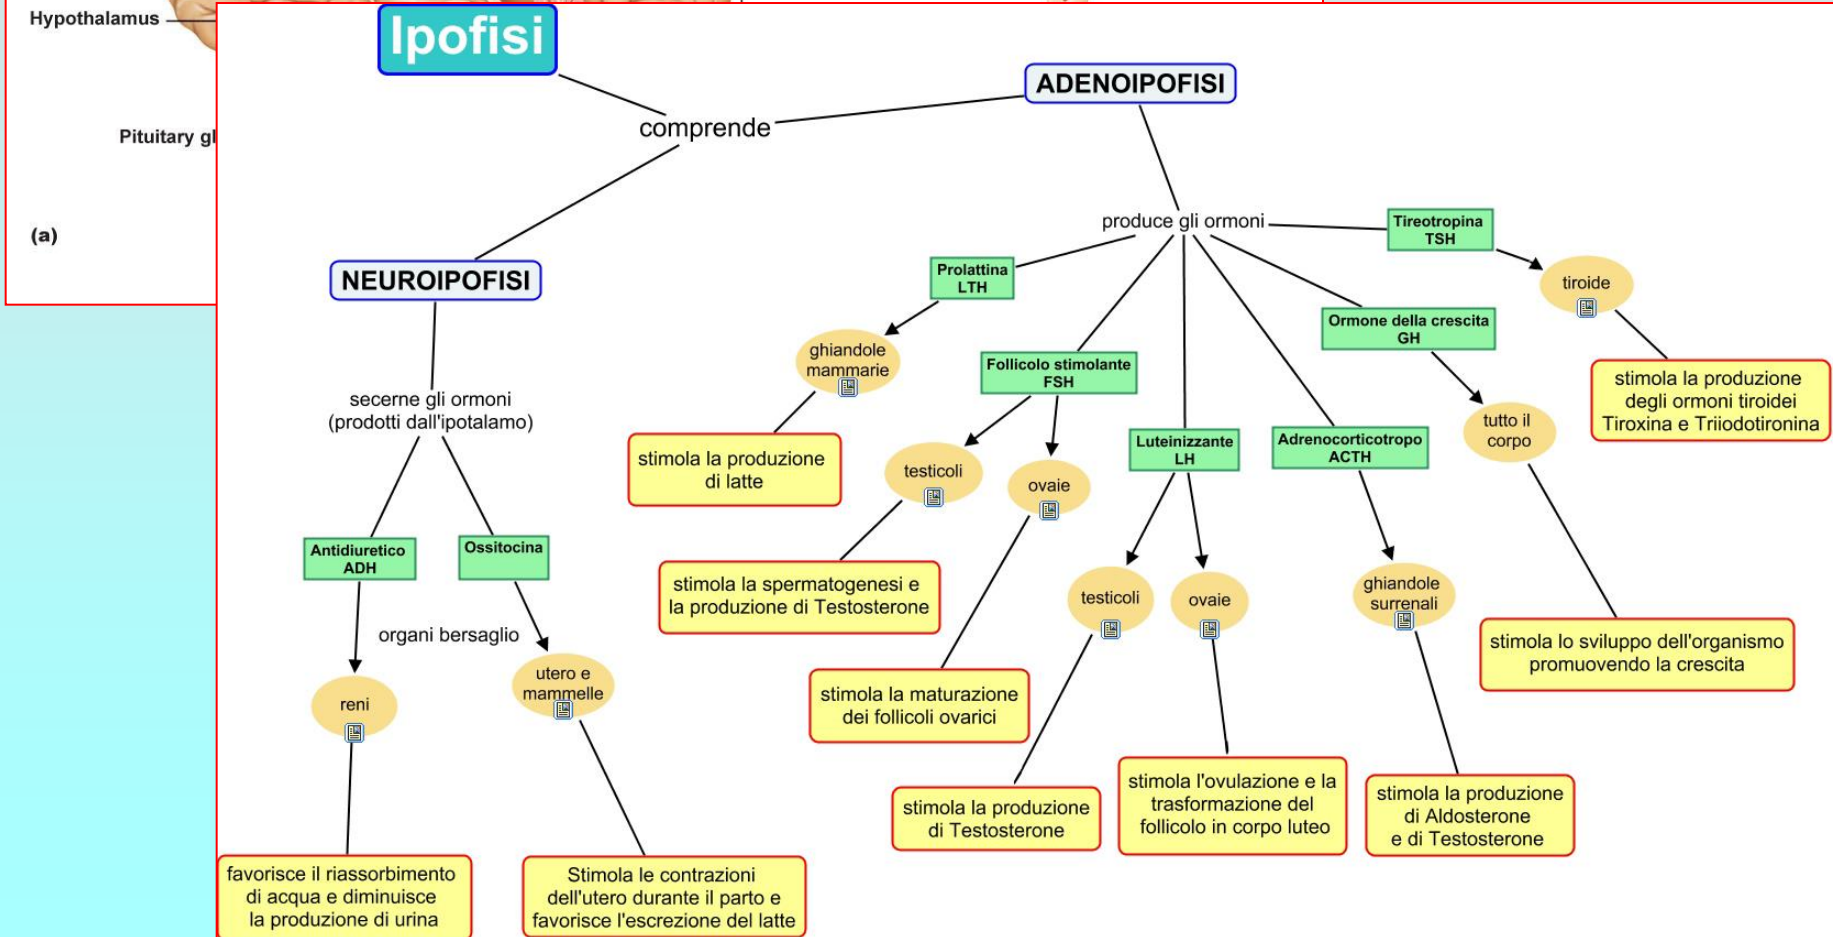 Hypothalamus
Pituitary gl
(a)
Ipofisi
comprende
ADENOIPOFISI
NEUROIPOFISI
secerne gli ormoni
(prodotti dall'ipotalamo)
Antidiuretico
ADH
Ossitocina
organi bersaglio
reni
utero e
mammelle
favorisce il riassorbimento
di acqua e diminuisce
la produzione di urina
Stimola le contrazioni
dell'utero durante il parto e
favorisce l'escrezione del latte
produce gli ormoni
Prolattina
LTH
ghiandole
mammarie
stimola la produzione
di latte
Follicolo stimolante
FSH
testicoli
stimola la spermatogenesi e
la produzione di Testosterone
ovaie
stimola la maturazione
dei follicoli ovarici
Luteinizzante
LH
testicoli
stimola la produzione
di Testosterone
ovaie
stimola l'ovulazione e la
trasformazione del
follicolo in corpo luteo
Adrenocorticotropo
ACTH
ghiandole
surrenali
stimola la produzione
di Aldosterone
e di Testosterone
Ormone della crescita
GH
tutto il
corpo
stimola lo sviluppo dell'organismo
promuovendo la crescita
Tireotropina
TSH
tiroide
stimola la produzione
degli ormoni tiroidei
Tiroxina e Triiodotironina